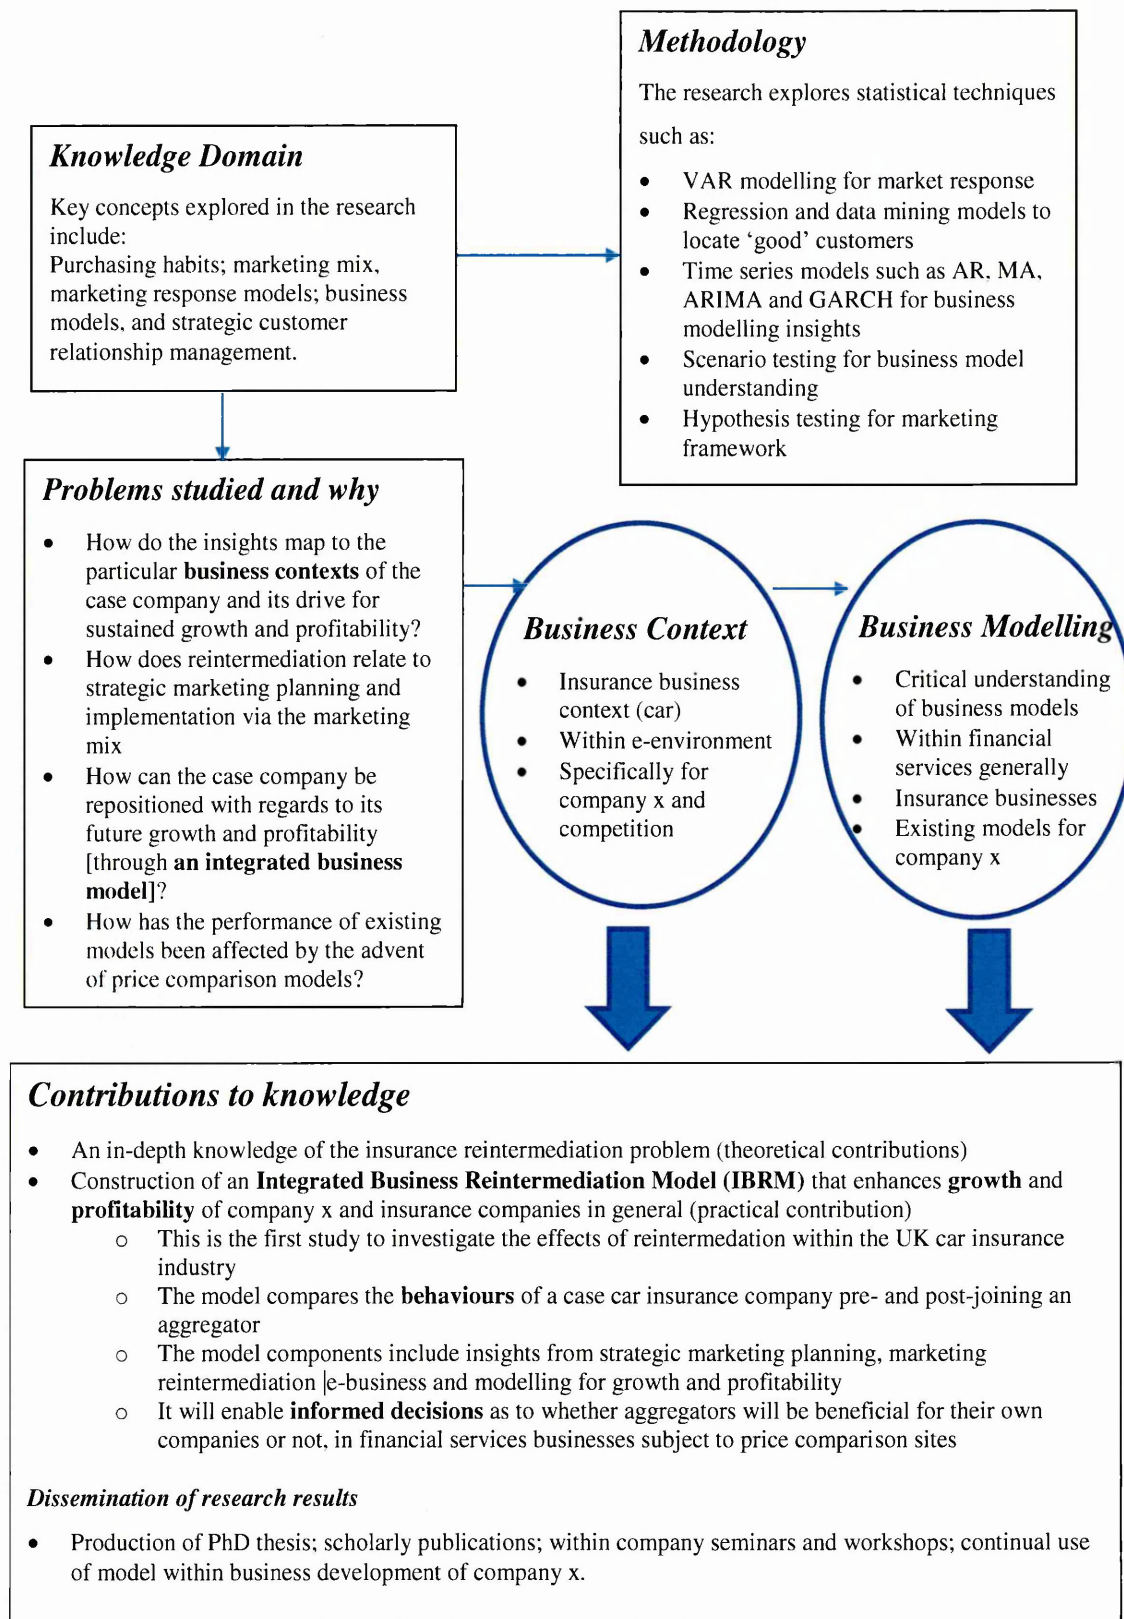 Methodology
The research explores statistical techniques
such as:
• VAR modelling for market response
• Regression and data mining models to
locate ‘good’ customers
• Time series models such as AR, MA,
ARIMA and GARCH for business
modelling insights
• Scenario testing for business model
understanding
• Hypothesis testing for marketing
framework
Knowledge Domain
Key concepts explored in the research
include:
Purchasing habits; marketing mix,
marketing response models; business
models, and strategic customer
relationship management.
Problems studied and why
• How do the insights map to the
particular business contexts of the
case company and its drive for
sustained growth and profitability?
• How does reintermediation relate to
strategic marketing planning and
implementation via the marketing
mix
• How can the case company be
repositioned with regards to its
future growth and profitability
[through an integrated business
model]?
• How has the performance of existing
models been affected by the advent
of price comparison models?
Business Context
• Insurance business
context (car)
• Within e-environment
• Specifically for
company x and
competition
Business Modelling
• Critical understanding
of business models
• Within financial
services generally
• Insurance businesses
• Existing models for
company x
Contributions to knowledge
• An in-depth knowledge of the insurance reintermediation problem (theoretical contributions)
• Construction of an Integrated Business Reintermediation Model (IBRM) that enhances growth and
profitability of company x and insurance companies in general (practical contribution)
o This is the first study to investigate the effects of reintermedation within the UK car insurance
industry
o The model compares the behaviours of a case car insurance company pre- and post-joining an
aggregator
o The model components include insights from strategic marketing planning, marketing
reintermediation |e-business and modelling for growth and profitability
o It will enable informed decisions as to whether aggregators will be beneficial for their own
companies or not, in financial services businesses subject to price comparison sites
Dissemination of research results
• Production of PhD thesis; scholarly publications; within company seminars and workshops; continual use
of model within business development of company x.